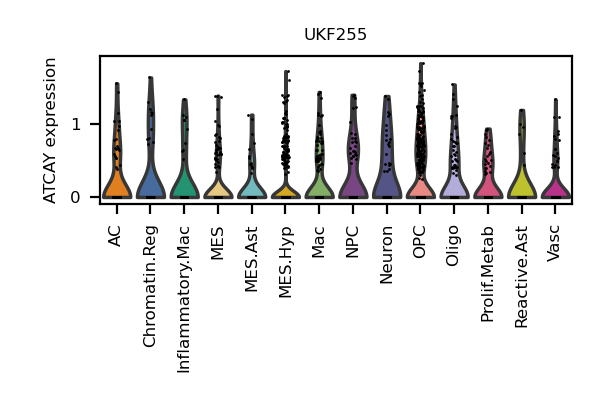 UKF255
ATCAY expression
1
0
AC
Chromatin.Reg
Inflammatory.Mac
MES
MES.Ast
MES.Hyp
Mac
NPC
Neuron
OPC
Oligo
Prolif.Metab
Reactive.Ast
Vasc